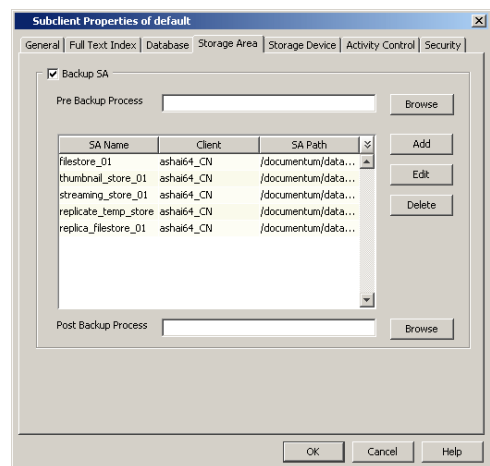 Subclient Properties of default
General Full Text Index Database Storage Area Storage Device Activity Control Security
Backup SA
Pre Backup Process Browse
SA Name Client SA Path Add
filestore_01 ashai64_CN /documentum/data...
thumbnail_store_01 ashai64_CN /documentum/data... Edit
streaming_store_01 ashai64_CN /documentum/data...
replicate_temp_store ashai64_CN /documentum/data... Delete
replica_filestore_01 ashai64_CN /documentum/data...
Post Backup Process Browse
OK Cancel Help